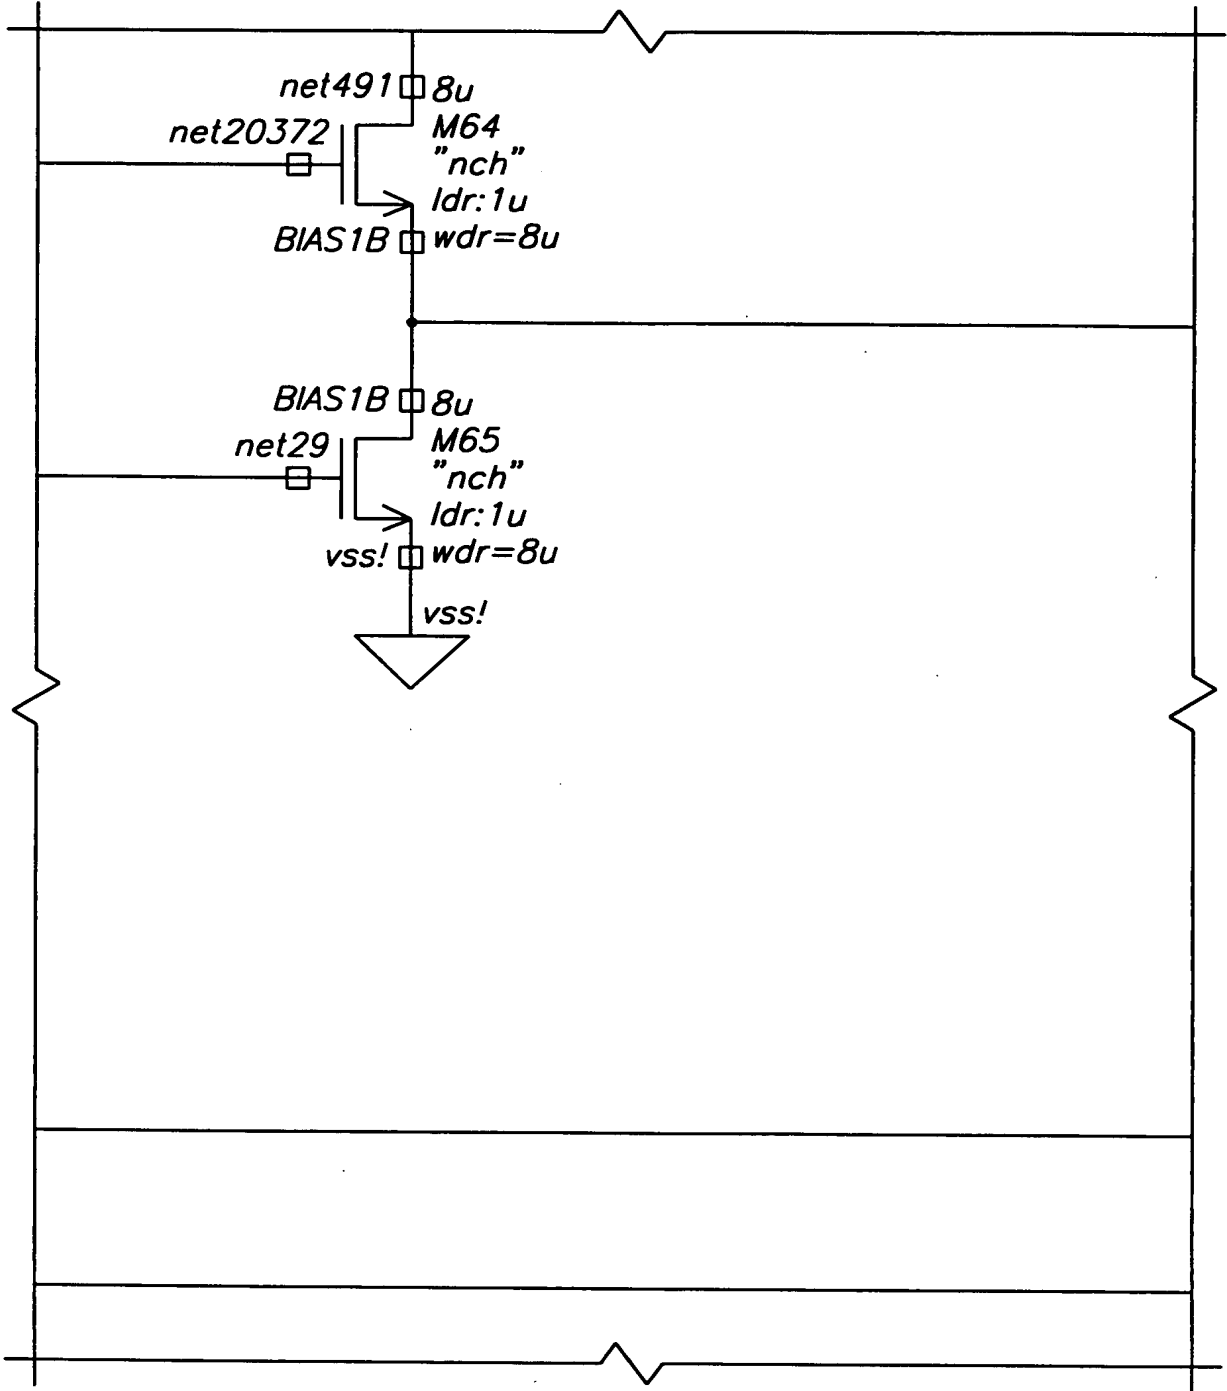 net491 8u
net20372 M64
"nch"
ldr:1u
BIAS1B wdr=8u
BIAS1B 8u
net29 M65
"nch"
ldr:1u
vss! wdr=8u
vss!